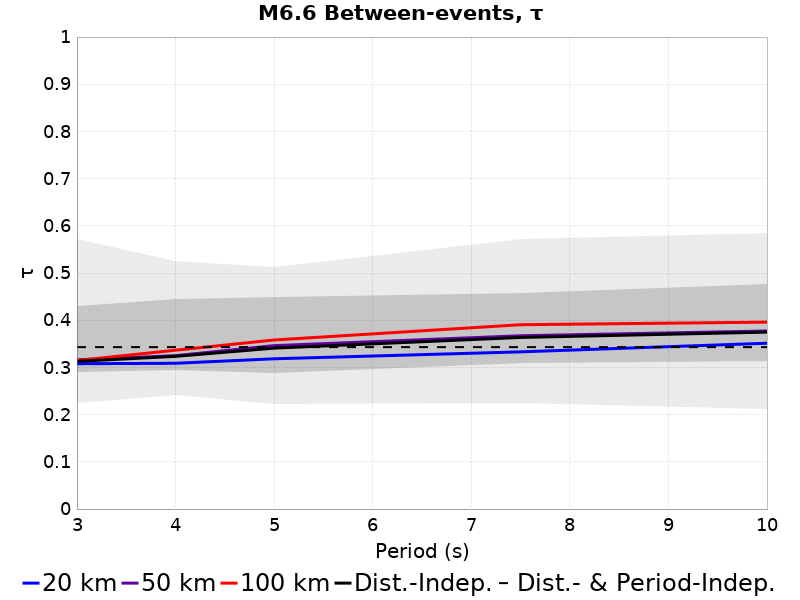 M6.6 Between-events, τ
1
0.9
0.8
0.7
0.6
0.5
0.4
0.3
0.2
0.1
0
τ
3 4 5 6 7 8 9 10
Period (s)
20 km 50 km 100 km Dist.-Indep. Dist.- & Period-Indep.